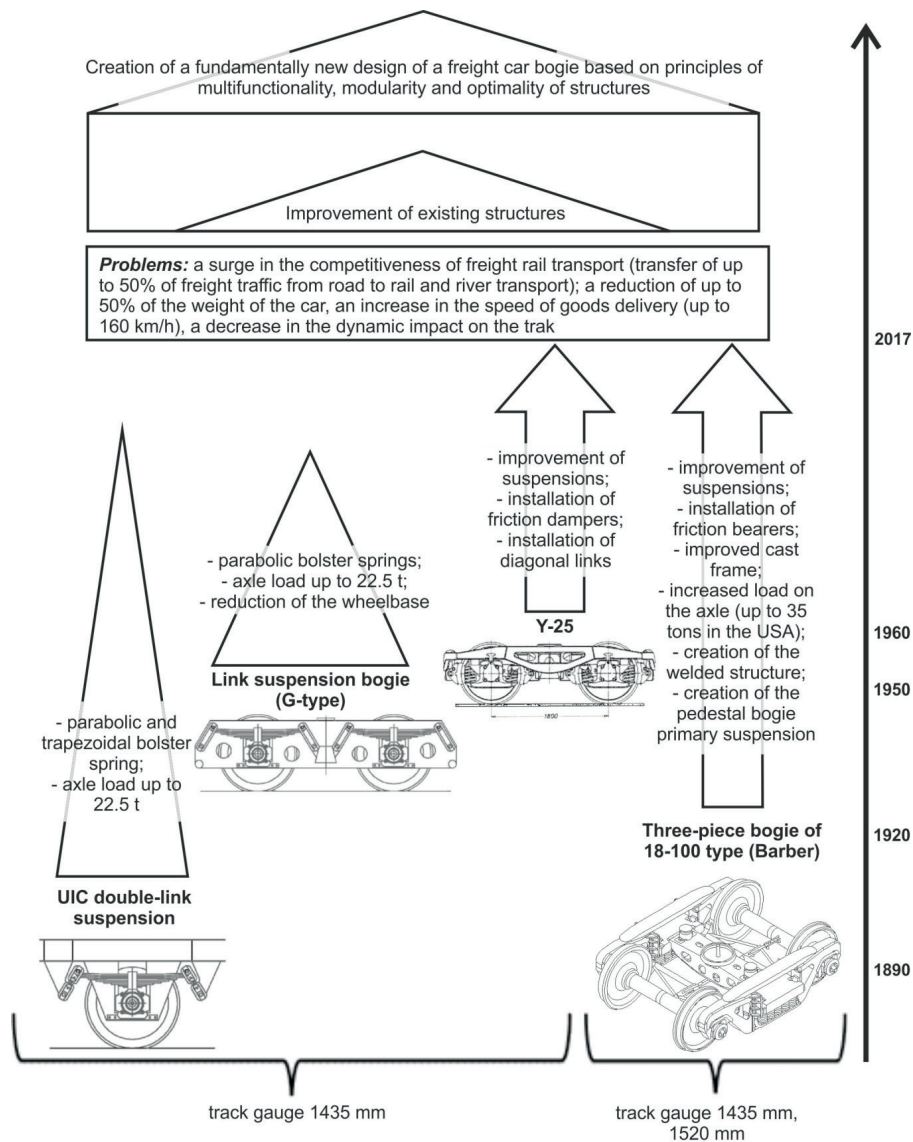 Creation of a fundamentally new design of a freight car bogie based on principles of
multifunctionality, modularity and optimality of structures
Improvement of existing structures
Problems: a surge in the competitiveness of freight rail transport (transfer of up
to 50% of freight traffic from road to rail and river transport); a reduction of up to
50% of the weight of the car, an increase in the speed of goods delivery (up to
160 km/h), a decrease in the dynamic impact on the trak
2017
- improvement of
suspensions;
- installation of
friction dampers;
- installation of
diagonal links
Y-25
1800
- improvement of
suspensions;
- installation of
friction bearers;
- improved cast
frame;
- increased load on
the axle (up to 35
tons in the USA);
- creation of the
welded structure;
- creation of the
pedestal bogie
primary suspension
- parabolic bolster springs;
- axle load up to 22.5 t;
- reduction of the wheelbase
Link suspension bogie
(G-type)
1960
1950
- parabolic and
trapezoidal bolster
spring;
- axle load up to
22.5 t
UIC double-link
suspension
Three-piece bogie of
18-100 type (Barber)
1920
1890
track gauge 1435 mm
track gauge 1435 mm,
1520 mm